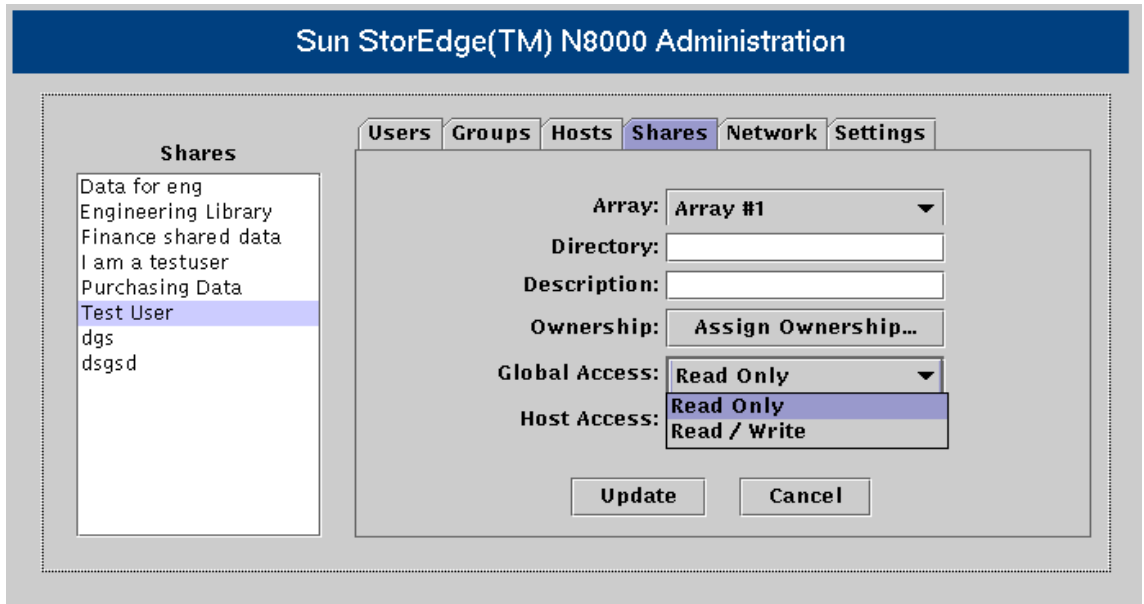 Sun StorEdge(TM) N8000 Administration
Shares
Data for eng
Engineering Library
Finance shared data
I am a testuser
Purchasing Data
Test User
dgs
dsgsd
Users Groups Hosts Shares Network Settings
Array: Array #1
Directory:
Description:
Ownership: Assign Ownership...
Global Access: Read Only
Read Only
Host Access:
Read / Write
Update Cancel